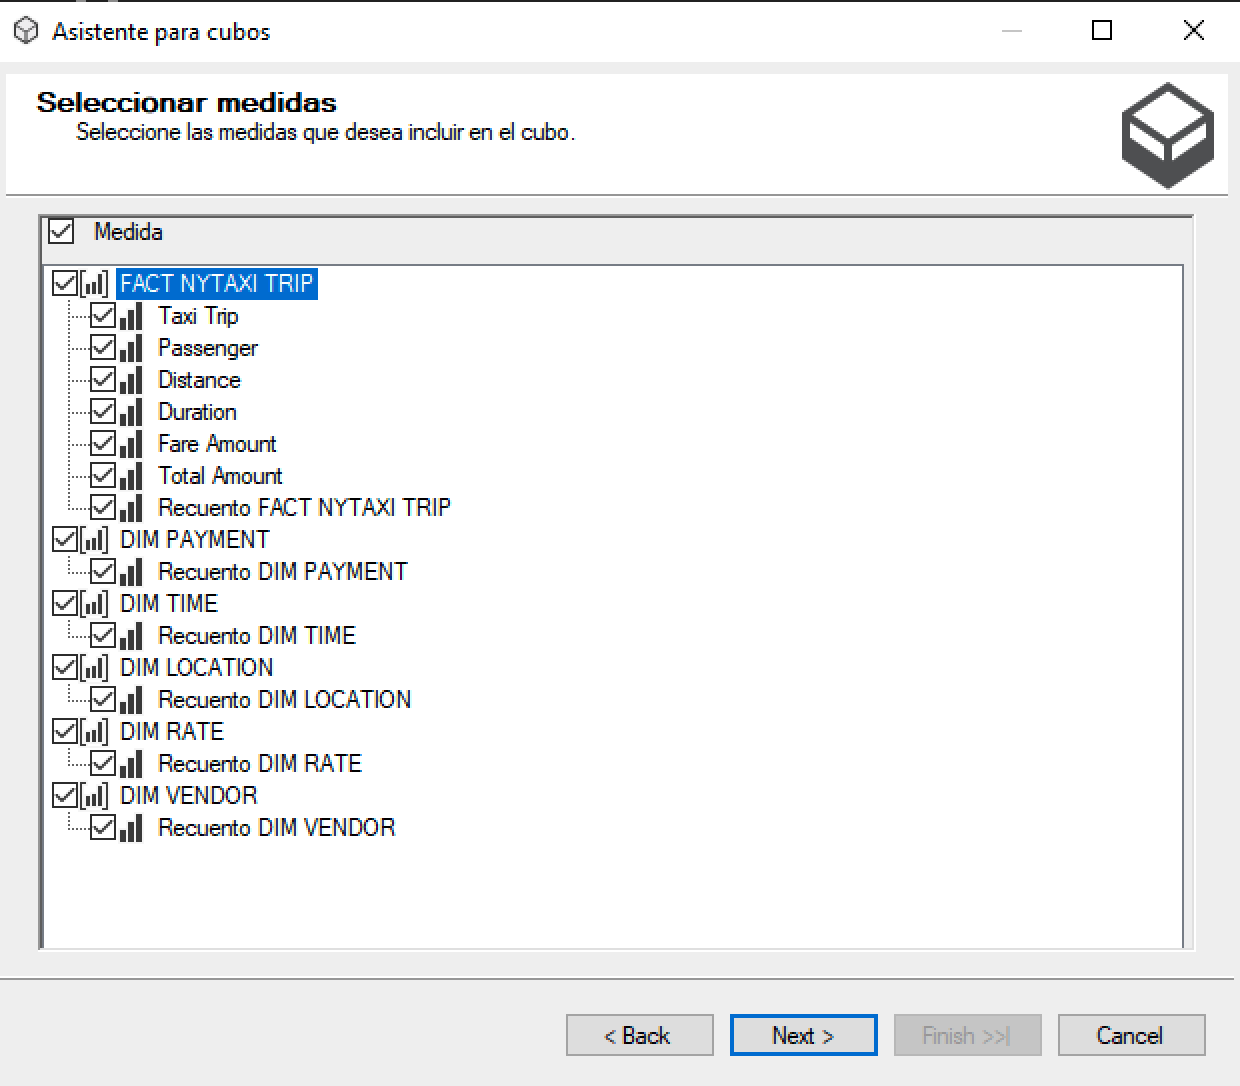 Asistente para cubos
Seleccionar medidas
Seleccione las medidas que desea incluir en el cubo.
Medida
FACT NYTAXI TRIP
Taxi Trip
Passenger
Distance
Duration
Fare Amount
Total Amount
Recuento FACT NYTAXI TRIP
DIM PAYMENT
Recuento DIM PAYMENT
DIM TIME
Recuento DIM TIME
DIM LOCATION
Recuento DIM LOCATION
DIM RATE
Recuento DIM RATE
DIM VENDOR
Recuento DIM VENDOR
< Back Next > Finish >>| Cancel